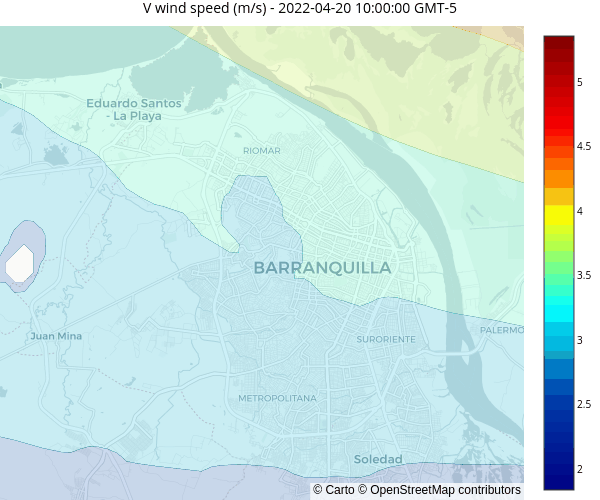 V wind speed (m/s) - 2022-04-20 10:00:00 GMT-5
Eduardo Santos
- La Playa
RIOMAR
BARRANQUILLA
Juan Mina
SURORIENTE
PALERMO
METROPOLITANA
Soledad
5
4.5
4
3.5
3
2.5
2
© Carto © OpenStreetMap contributors